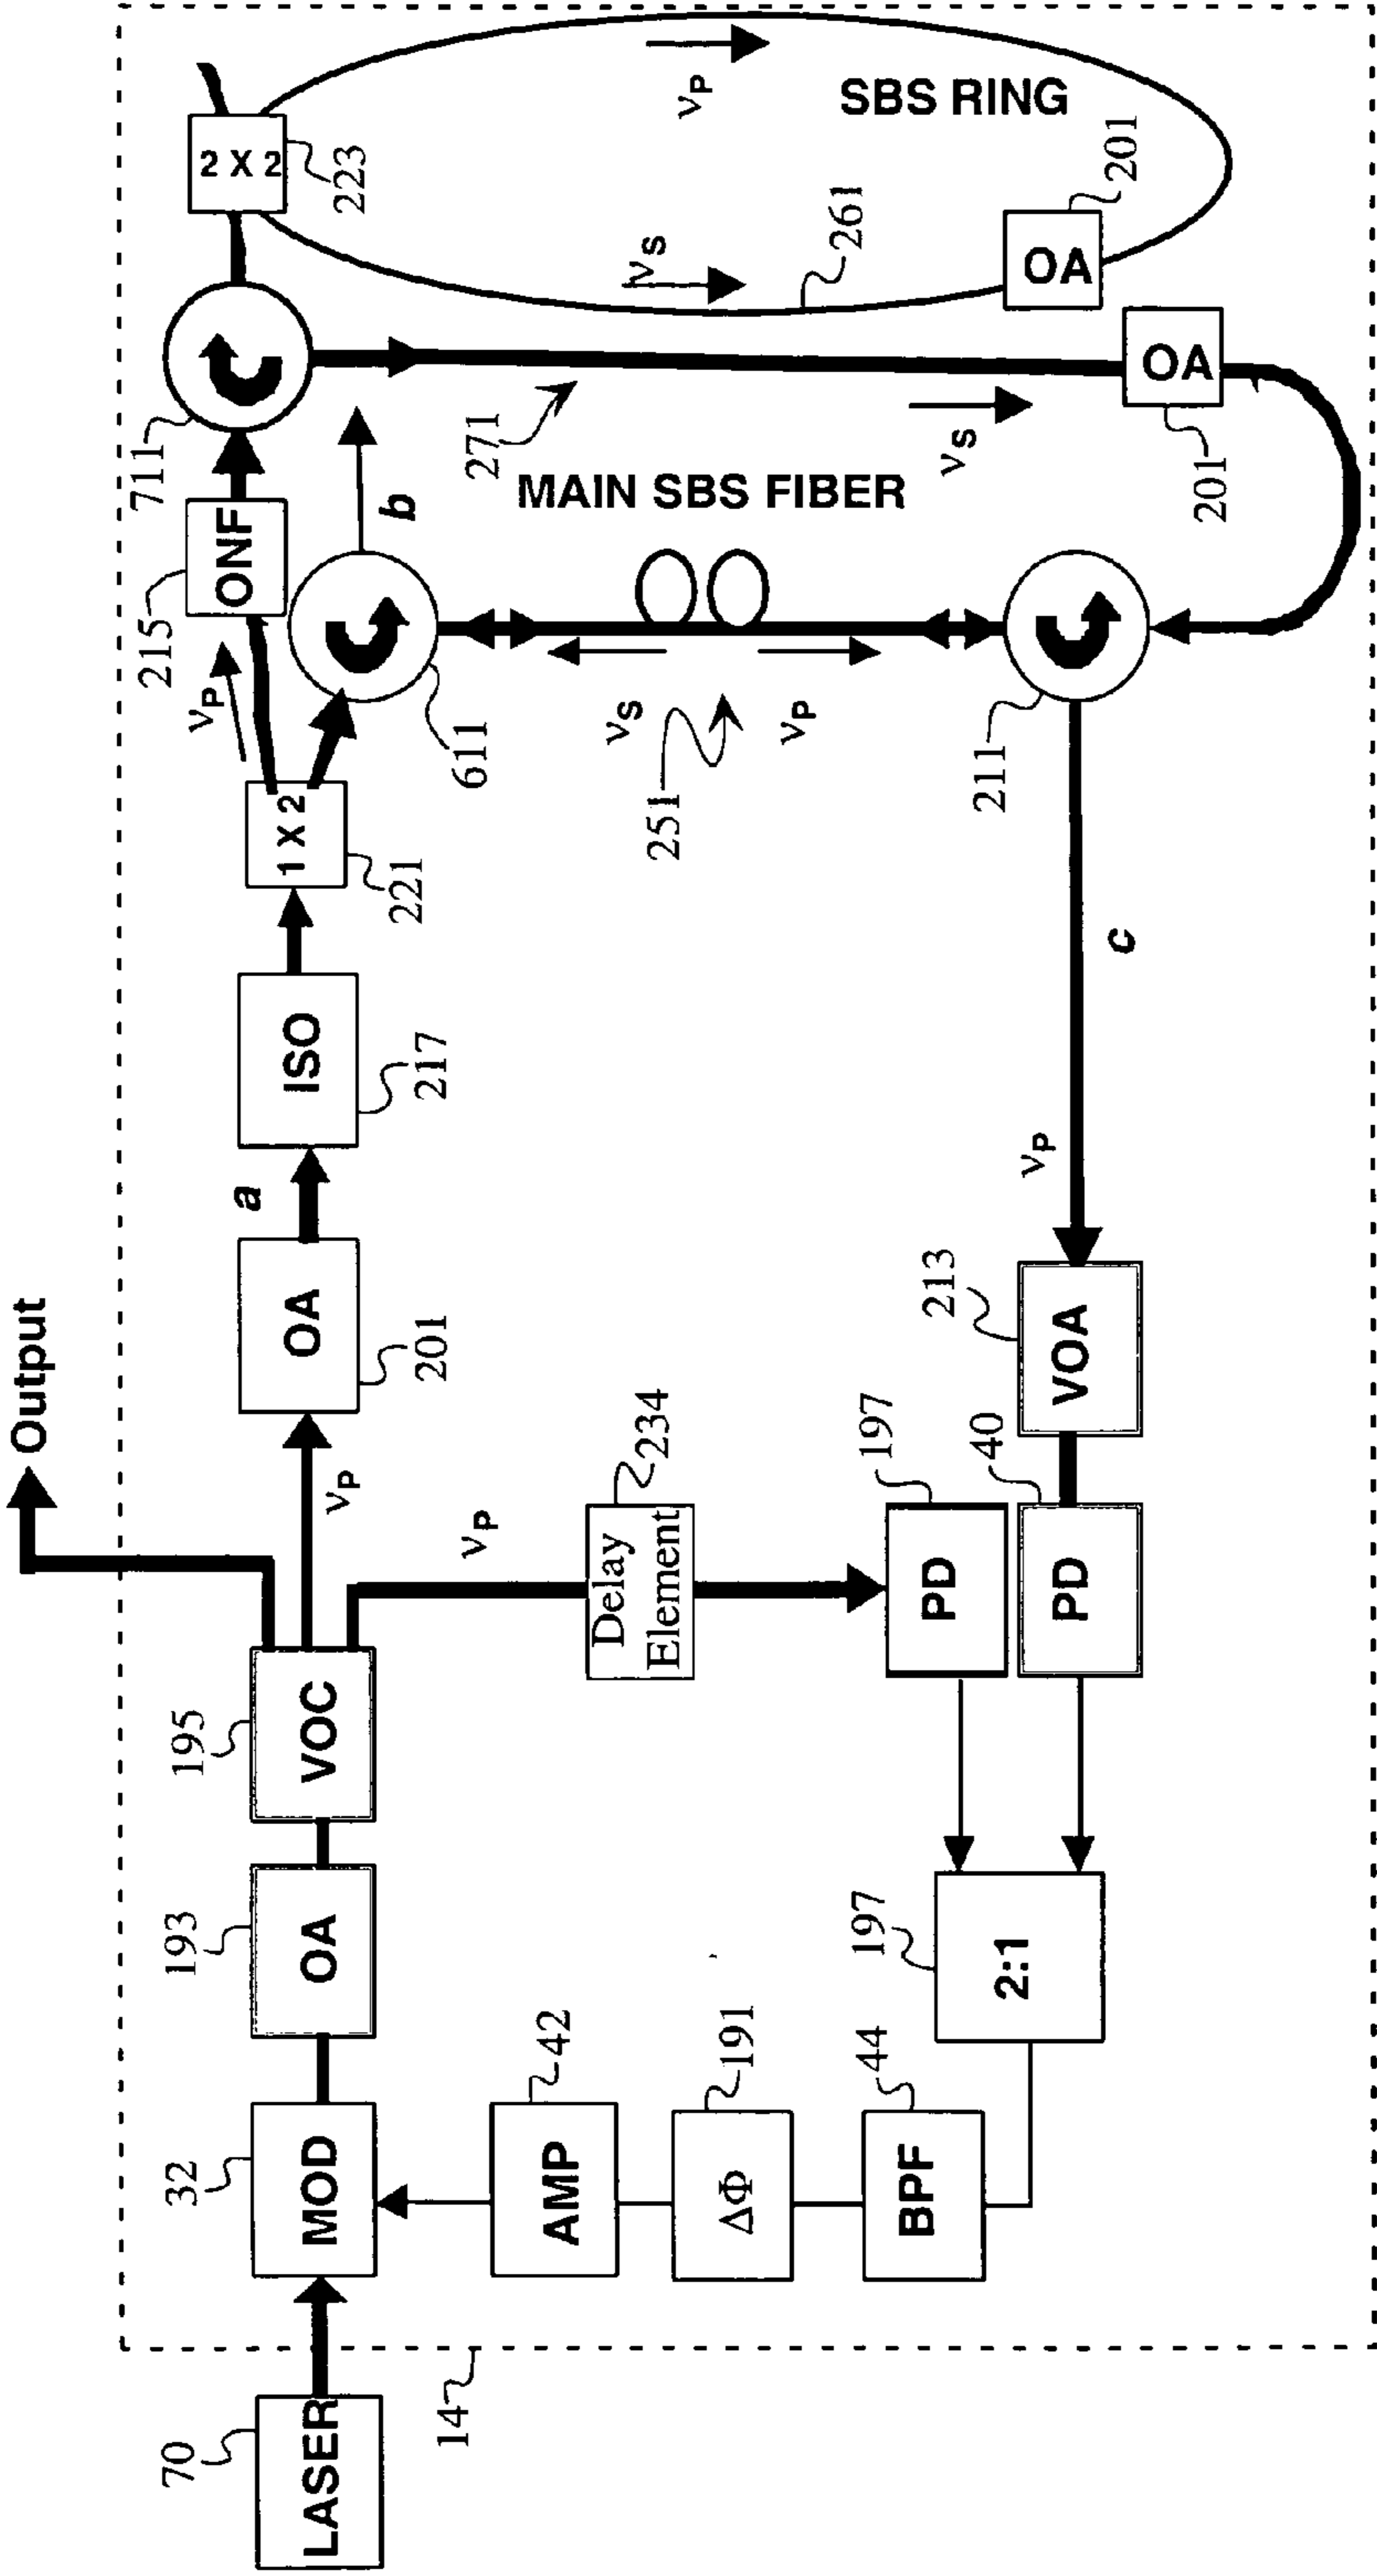 Output
70
LASER
14
32
MOD
193
OA
195
VOC
νP
OA
201
a
ISO
217
1 X 2
221
νP
215
ONF
711
2 X 2
223
νP
SBS RING
νS
261
OA
201
271
νS
OA
201
b
611
MAIN SBS FIBER
νS
251
νP
211
c
νP
213
VOA
40
PD
νP
Delay
Element
234
197
PD
197
2:1
44
BPF
191
ΔΦ
42
AMP